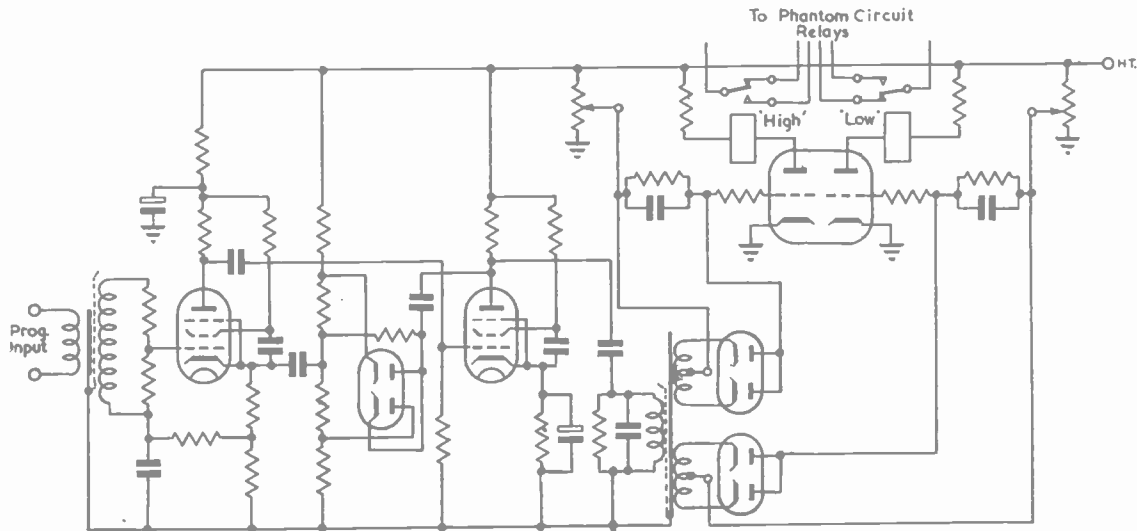 To Phantom Circuit
Relays
H.T.
'High'
'Low'
Prog
Input